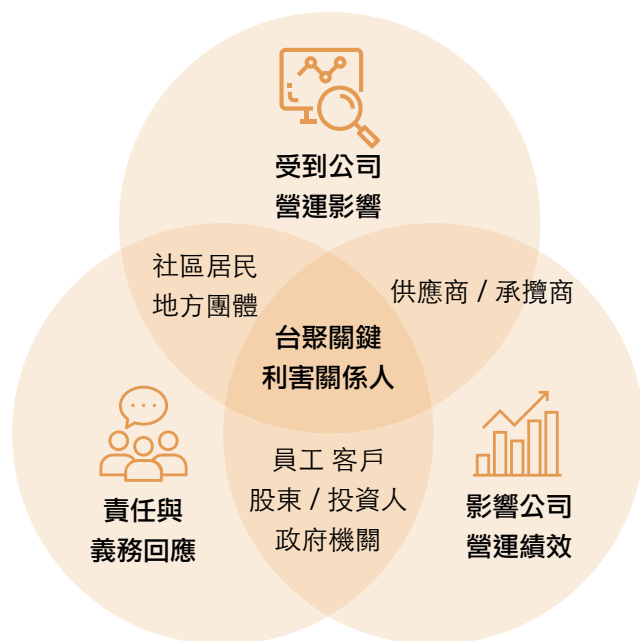 受到公司
營運影響
社區居民
地方團體
供應商 / 承攬商
台聚關鍵
利害關係人
員工 客戶
股東 / 投資人
政府機關
責任與
義務回應
影響公司
營運績效